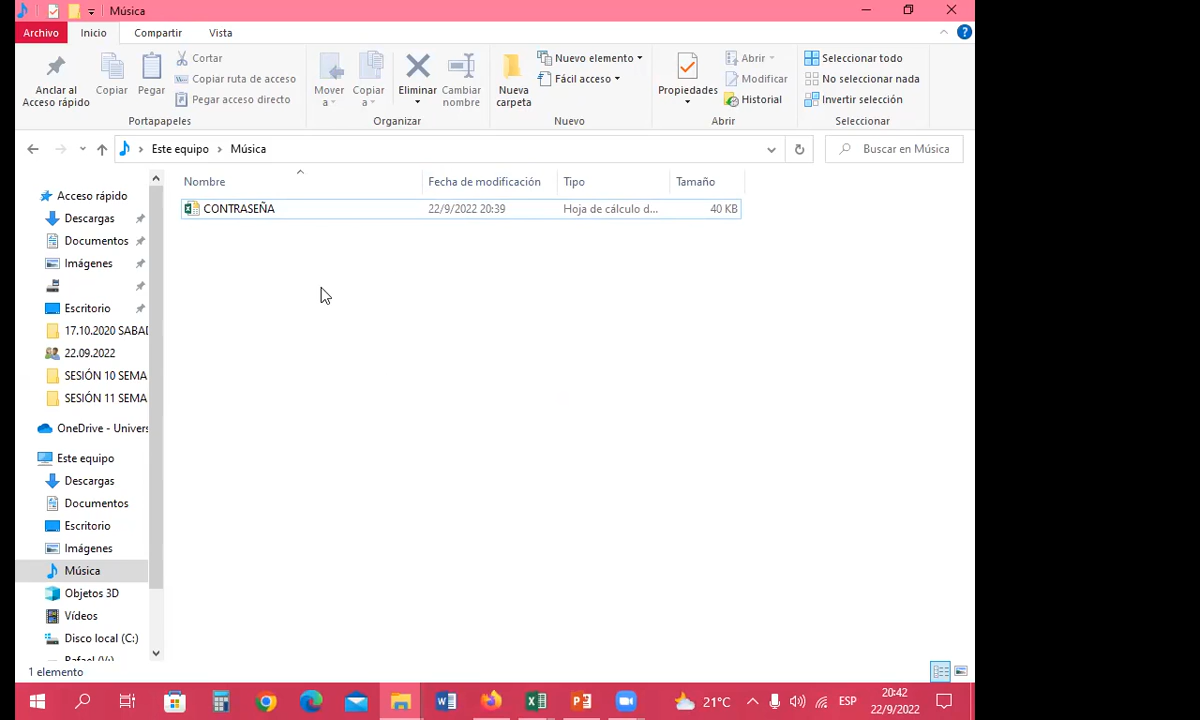 Música
Archivo Inicio Compartir Vista
Anclar al Acceso rápido
Copiar
Pegar
Cortar
Copiar ruta de acceso
Pegar acceso directo
Portapapeles
Mover a
Copiar a
Eliminar
Cambiar nombre
Organizar
Nueva carpeta
Nuevo elemento
Fácil acceso
Nuevo
Propiedades
Abrir
Modificar
Historial
Abrir
Seleccionar todo
No seleccionar nada
Invertir selección
Seleccionar
Este equipo > Música
Buscar en Música
Nombre Fecha de modificación Tipo Tamaño
CONTRASEÑA 22/9/2022 20:39 Hoja de cálculo d... 40 KB
Acceso rápido
Descargas
Documentos
Imágenes
Escritorio
17.10.2020 SABAD
22.09.2022
SESIÓN 10 SEMA
SESIÓN 11 SEMA
OneDrive - Univers
Este equipo
Descargas
Documentos
Escritorio
Imágenes
Música
Objetos 3D
Vídeos
Disco local (C:)
1 elemento
21°C ESP 20:42
22/9/2022